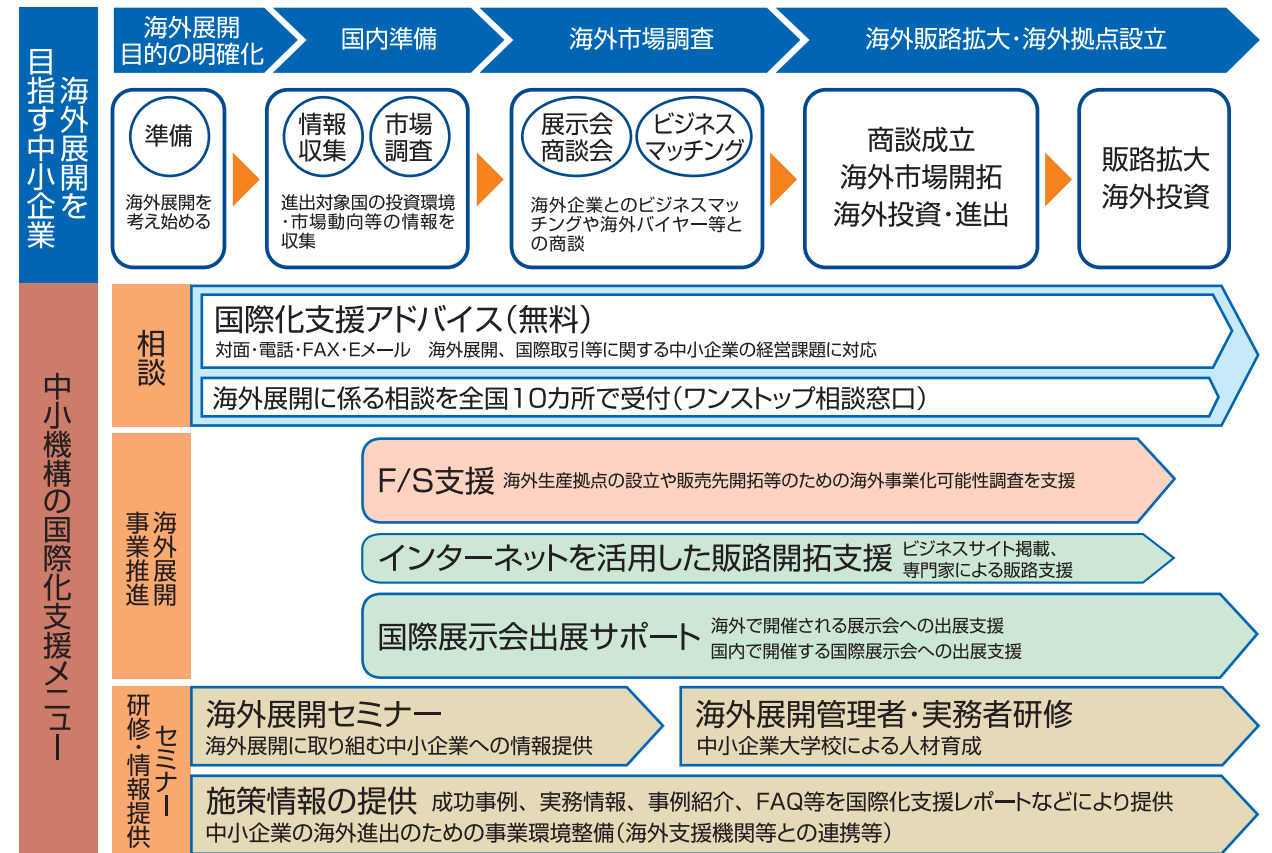 海外展開を
目指す中小企業
海外展開
目的の明確化
国内準備
海外市場調査
海外販路拡大・海外拠点設立
準備
海外展開を
考え始める
情報
収集
市場
調査
進出対象国の投資環境
・市場動向等の情報を
収集
展示会
商談会
ビジネス
マッチング
海外企業とのビジネスマッ
チングや海外バイヤー等と
の商談
商談成立
海外市場開拓
海外投資・進出
販路拡大
海外投資
中小機構の国際化支援メニュー
相談
国際化支援アドバイス（無料）
対面・電話・FAX・Eメール　海外展開、国際取引等に関する中小企業の経営課題に対応
海外展開に係る相談を全国10カ所で受付（ワンストップ相談窓口）
海外展開
事業推進
F/S支援 海外生産拠点の設立や販売先開拓等のための海外事業化可能性調査を支援
インターネットを活用した販路開拓支援
ビジネスサイト掲載、
専門家による販路支援
国際展示会出展サポート
海外で開催される展示会への出展支援
国内で開催する国際展示会への出展支援
セミナー
研修・情報提供
海外展開セミナー
海外展開に取り組む中小企業への情報提供
海外展開管理者・実務者研修
中小企業大学校による人材育成
施策情報の提供 成功事例、実務情報、事例紹介、FAQ等を国際化支援レポートなどにより提供
中小企業の海外進出のための事業環境整備（海外支援機関等との連携等）